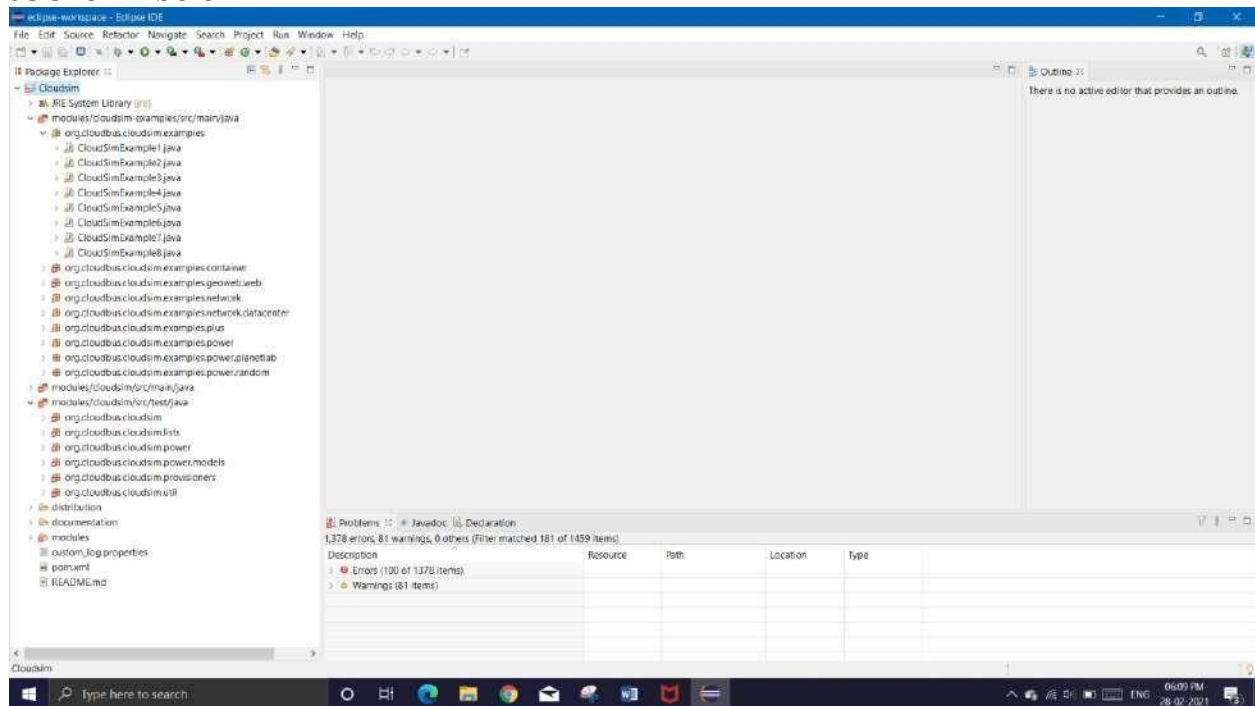 eclipse-workspace - Eclipse IDE
File Edit Source Refactor Navigate Search Project Run Window Help
Package Explorer
Cloudsim
JRE System Library [jre]
modules/cloudsim-examples/src/main/java
org.cloudbus.cloudsim.examples
CloudSimExample1.java
CloudSimExample2.java
CloudSimExample3.java
CloudSimExample4.java
CloudSimExample5.java
CloudSimExample6.java
CloudSimExample7.java
CloudSimExample8.java
org.cloudbus.cloudsim.examples.container
org.cloudbus.cloudsim.examples.geoweb.web
org.cloudbus.cloudsim.examples.network
org.cloudbus.cloudsim.examples.network.datacenter
org.cloudbus.cloudsim.examples.plus
org.cloudbus.cloudsim.examples.power
org.cloudbus.cloudsim.examples.power.planetlab
org.cloudbus.cloudsim.examples.power.random
modules/cloudsim/src/main/java
modules/cloudsim/src/test/java
org.cloudbus.cloudsim
org.cloudbus.cloudsim.lists
org.cloudbus.cloudsim.power
org.cloudbus.cloudsim.power.models
org.cloudbus.cloudsim.provisioners
org.cloudbus.cloudsim.util
distribution
documentation
modules
custom_log.properties
pom.xml
README.md
Outline
There is no active editor that provides an outline.
Problems Javadoc Declaration
1,378 errors, 81 warnings, 0 others (Filter matched 181 of 1459 items)
Description Resource Path Location Type
Errors (100 of 1378 items)
Warnings (81 items)
Cloudsim
Type here to search
ENG
06:09 PM
28-02-2021